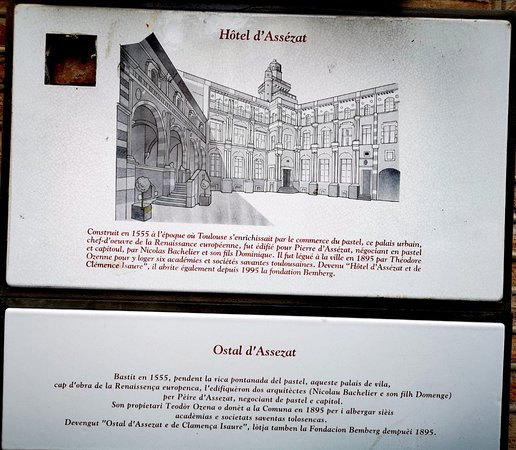 Hôtel d'Assézat
Construit en 1555 à l'époque où Toulouse s'enrichissait par le commerce du pastel, ce palais urbain,
chef-d'oeuvre de la Renaissance européenne, fut édifié pour Pierre d'Assézat, négociant en pastel
et capitoul, par Nicolas Bachelier et son fils Dominique. Il fut légué à la ville en 1895 par Théodore
Ozenne pour y loger six académies et sociétés savantes toulousaines. Devenu "Hôtel d'Assézat et de
Clémence Isaure", il abrite également depuis 1995 la fondation Bemberg.
Ostal d'Assezat
Bastit en 1555, pendent la rica pontanada del pastel, aqueste palais de vila,
cap d'obra de la Renaissença europenca, l'edifiquèron dos arquitèctes (Nicolau Bachelier e son filh Domenge)
per Pèire d'Assezat, negociant de pastel e capitol.
Son propietari Teodòr Ozena o donèt a la Comuna en 1895 per i albergar sièis
acadèmias e societats saventas tolosencas.
Devengut "Ostal d'Assezat e de Clamença Isaure", lòtja tanben la Fondacion Bemberg dempuèi 1895.